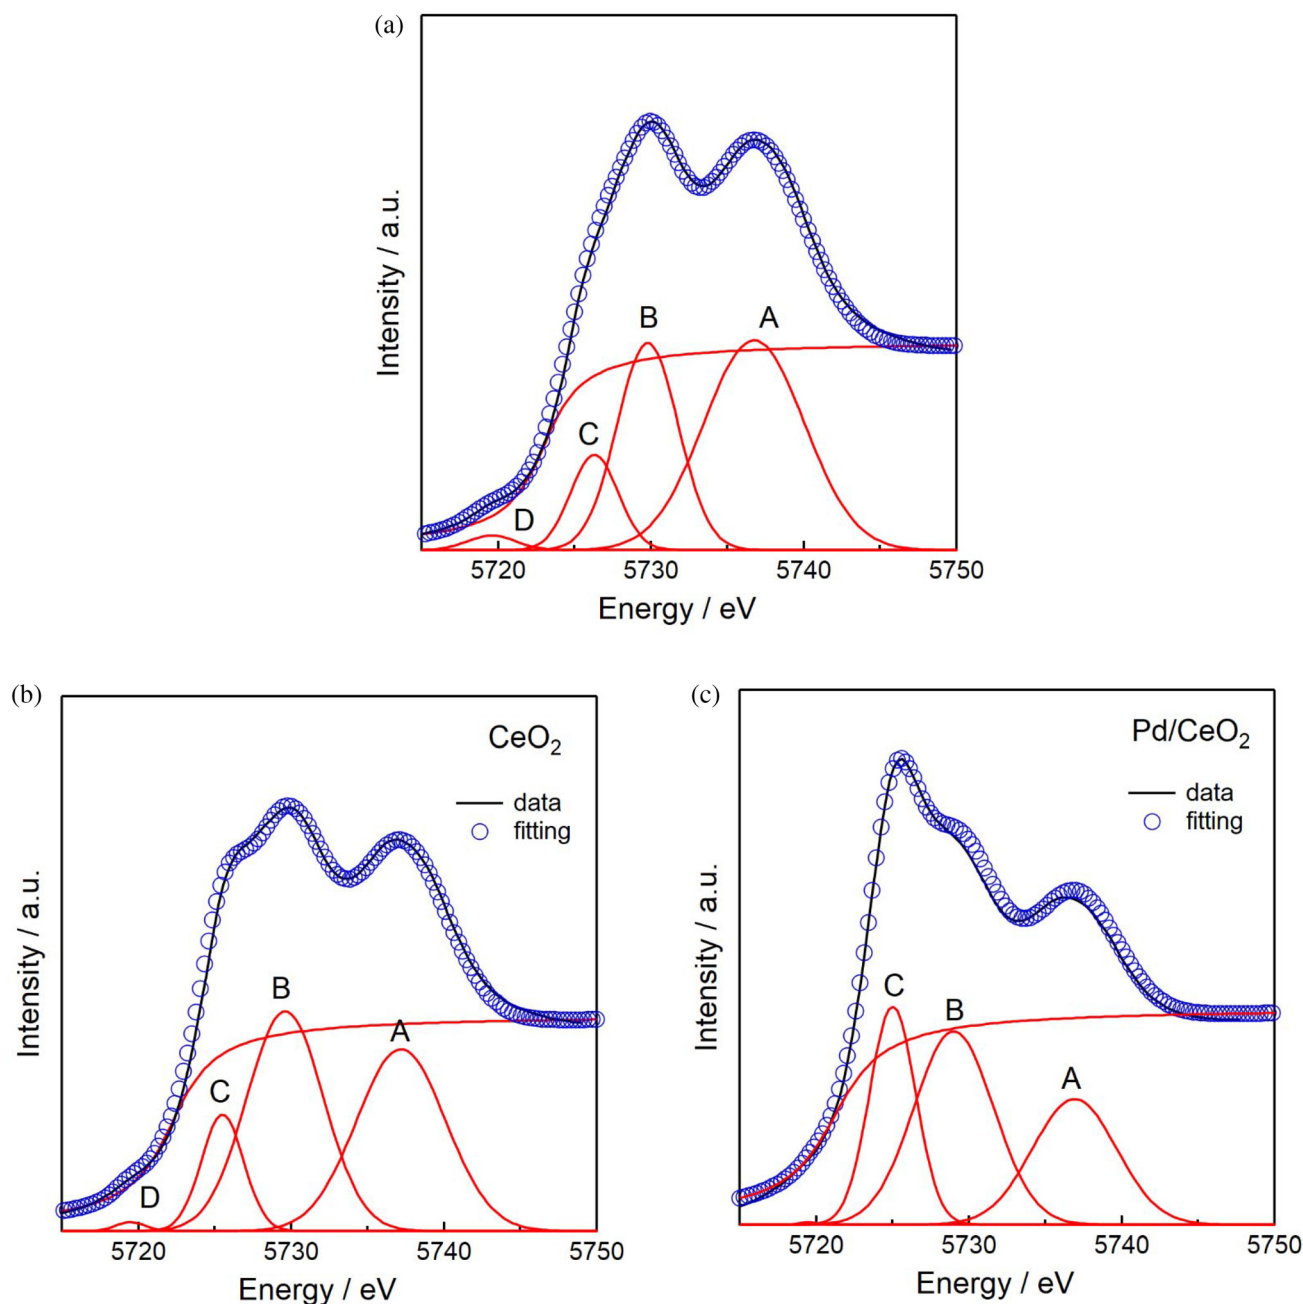 (a)
Intensity / a.u.
B
A
C
D
5720
5730
5740
5750
Energy / eV
(b)
CeO₂
data
fitting
Intensity / a.u.
B
A
C
D
5720
5730
5740
5750
Energy / eV
(c)
Pd/CeO₂
data
fitting
Intensity / a.u.
C
B
A
5720
5730
5740
5750
Energy / eV